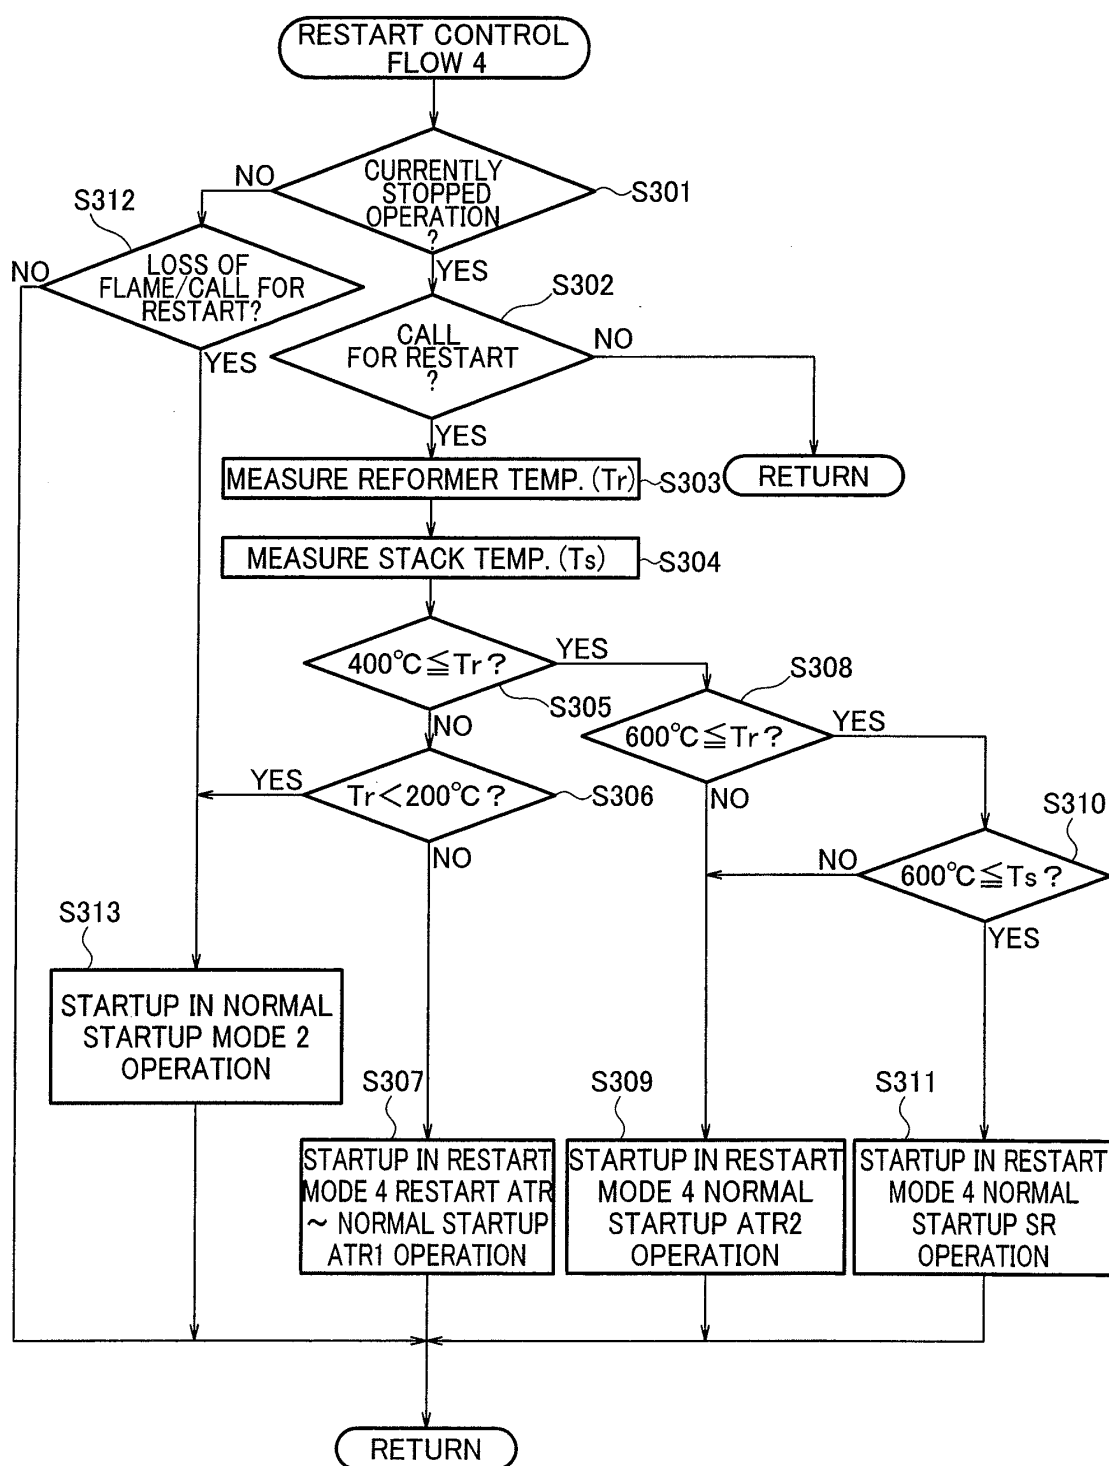 RESTART CONTROL
FLOW 4
CURRENTLY
STOPPED
OPERATION
?
S301
NO
YES
S312
LOSS OF
FLAME/CALL FOR
RESTART?
NO
YES
S302
CALL
FOR RESTART
?
NO
YES
RETURN
MEASURE REFORMER TEMP. (Tr)
S303
MEASURE STACK TEMP. (Ts)
S304
400℃≦Tr?
YES
S305
NO
S308
600℃≦Tr?
YES
NO
Tr<200℃?
YES
S306
NO
S310
600℃≦Ts?
NO
YES
S313
STARTUP IN NORMAL
STARTUP MODE 2
OPERATION
S307
STARTUP IN RESTART
MODE 4 RESTART ATR
~ NORMAL STARTUP
ATR1 OPERATION
S309
STARTUP IN RESTART
MODE 4 NORMAL
STARTUP ATR2
OPERATION
S311
STARTUP IN RESTART
MODE 4 NORMAL
STARTUP SR
OPERATION
RETURN